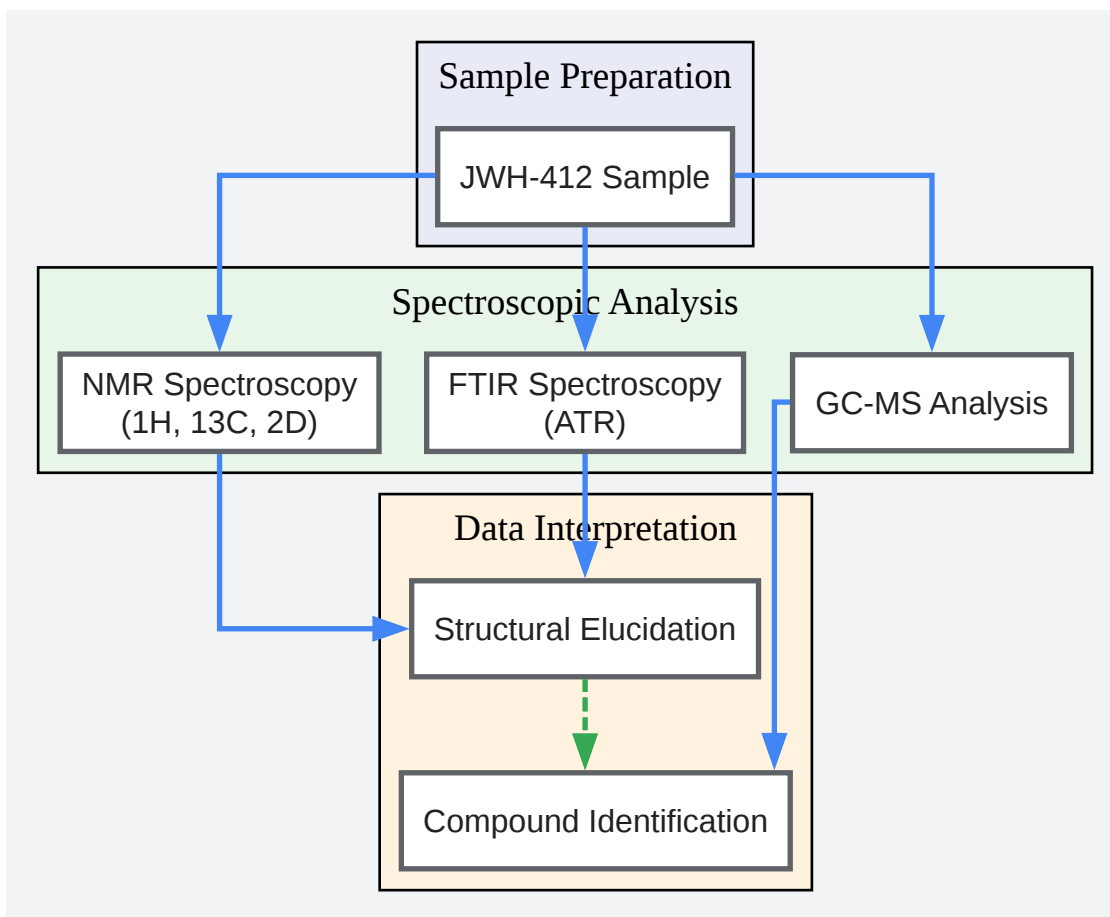 Sample Preparation
JWH-412 Sample
Spectroscopic Analysis
NMR Spectroscopy
(1H, 13C, 2D)
FTIR Spectroscopy
(ATR)
GC-MS Analysis
Data Interpretation
Structural Elucidation
Compound Identification